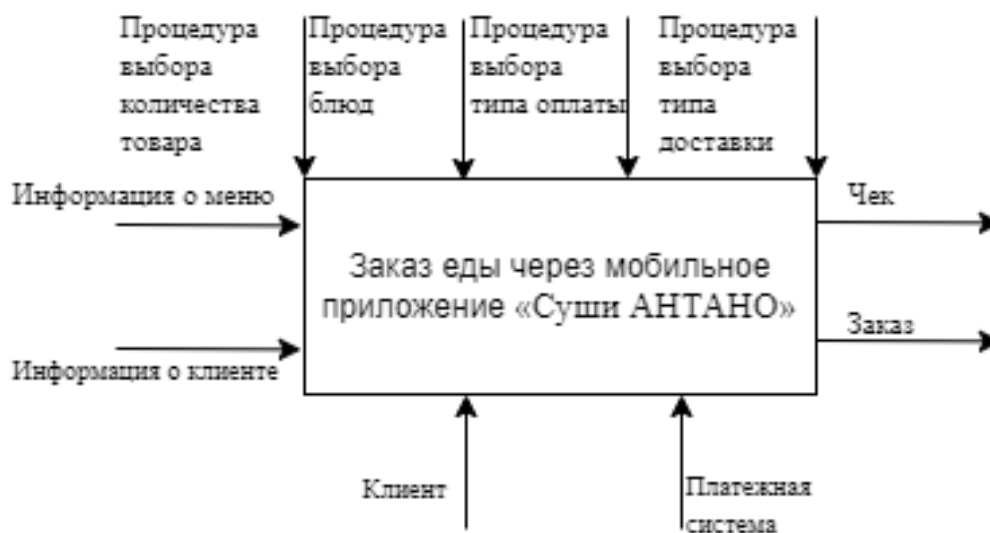 Процедура
выбора
количества
товара
Процедура
выбора
блюд
Процедура
выбора
типа оплаты
Процедура
выбора
типа
доставки
Информация о меню
Информация о клиенте
Заказ еды через мобильное
приложение «Суши АНТАНО»
Чек
Заказ
Клиент
Платежная
система